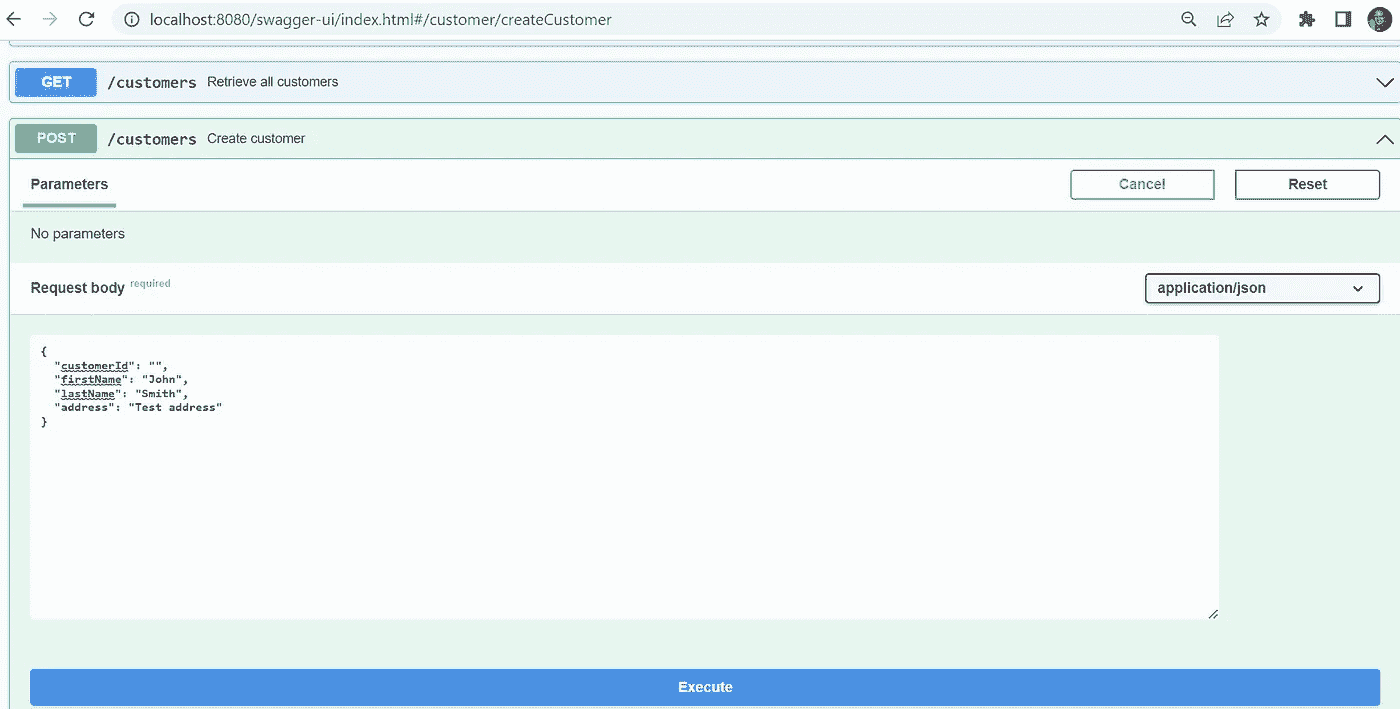 localhost:8080/swagger-ui/index.html#/customer/createCustomer
GET /customers Retrieve all customers
POST /customers Create customer
Parameters Cancel Reset
No parameters
Request body required application/json
{
"customerId": "",
"firstName": "John",
"lastName": "Smith",
"address": "Test address"
}
Execute